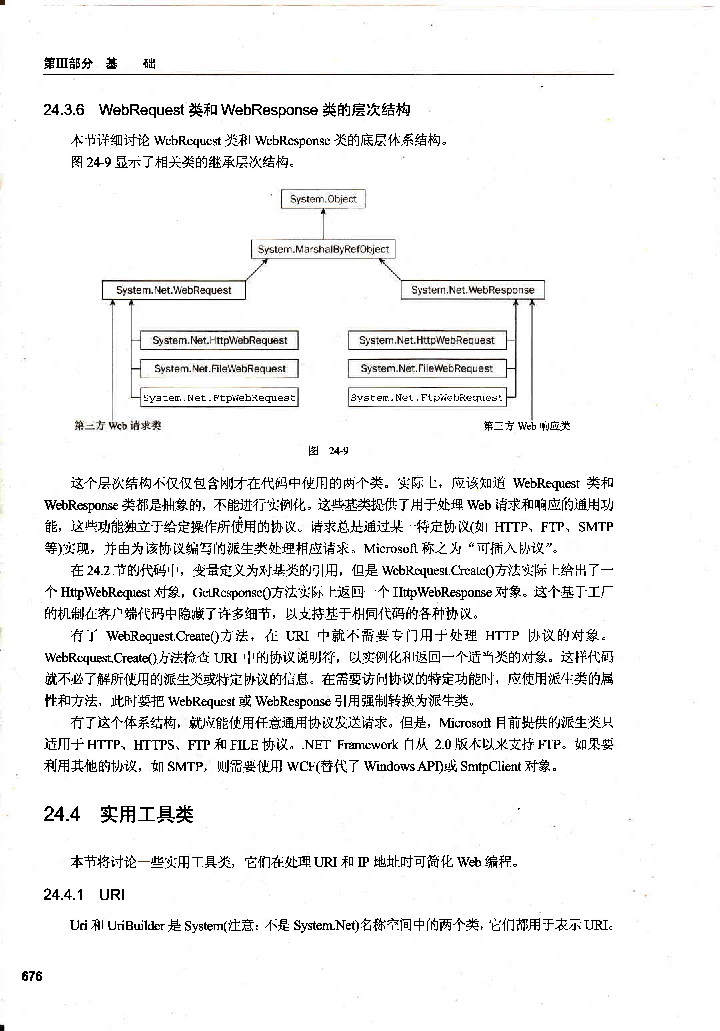 第III部分 基 础
24.3.6 WebRequest 类和 WebResponse 类的层次结构
本节详细讨论 WebRequest 类和 WebResponse 类的底层体系结构。
图 24-9 显示了相关类的继承层次结构。
System.Object
System.MarshalByRefObject
System.Net.WebRequest System.Net.WebResponse
System.Net.HttpWebRequest System.Net.HttpWebRequest
System.Net.FileWebRequest System.Net.FileWebRequest
System.Net.FtpWebRequest System.Net.FtpWebRequest
第三方 Web 请求类 第三方 Web 响应类
图 24-9
这个层次结构不仅仅包含刚才在代码中使用的两个类。实际上，应该知道 WebRequest 类和
WebResponse 类都是抽象的，不能进行实例化。这些基类提供了用于处理 Web 请求和响应的通用功
能，这些功能独立于给定操作所使用的协议。请求总是通过某一特定协议(如 HTTP、FTP、SMTP
等)实现，并由为该协议编写的派生类处理相应请求。Microsoft 称之为“可插入协议”。
在 24.2 节的代码中，变量定义为对基类的引用，但是 WebRequest.Create()方法实际上给出了一
个 HttpWebRequest 对象，GetResponse()方法实际上返回一个 HttpWebResponse 对象。这个基于工厂
的机制在客户端代码中隐藏了许多细节，以支持基于相同代码的各种协议。
有了 WebRequest.Create()方法，在 URI 中就不需要专门用于处理 HTTP 协议的对象。
WebRequest.Create()方法检查 URI 中的协议说明符，以实例化和返回一个适当类的对象。这样代码
就不必了解所使用的派生类或特定协议的信息。在需要访问协议的特定功能时，应使用派生类的属
性和方法，此时要把 WebRequest 或 WebResponse 引用强制转换为派生类。
有了这个体系结构，就应能使用任意通用协议发送请求。但是，Microsoft 目前提供的派生类只
适用于 HTTP、HTTPS、FTP 和 FILE 协议。.NET Framework 自从 2.0 版本以来支持 FTP。如果要
利用其他的协议，如 SMTP，则需要使用 WCF(替代了 Windows API)或 SmtpClient 对象。
24.4 实用工具类
本节将讨论一些实用工具类，它们在处理 URI 和 IP 地址时可简化 Web 编程。
24.4.1 URI
Uri 和 UriBuilder 是 System(注意：不是 System.Net)名称空间中的两个类，它们都用于表示 URI。
676